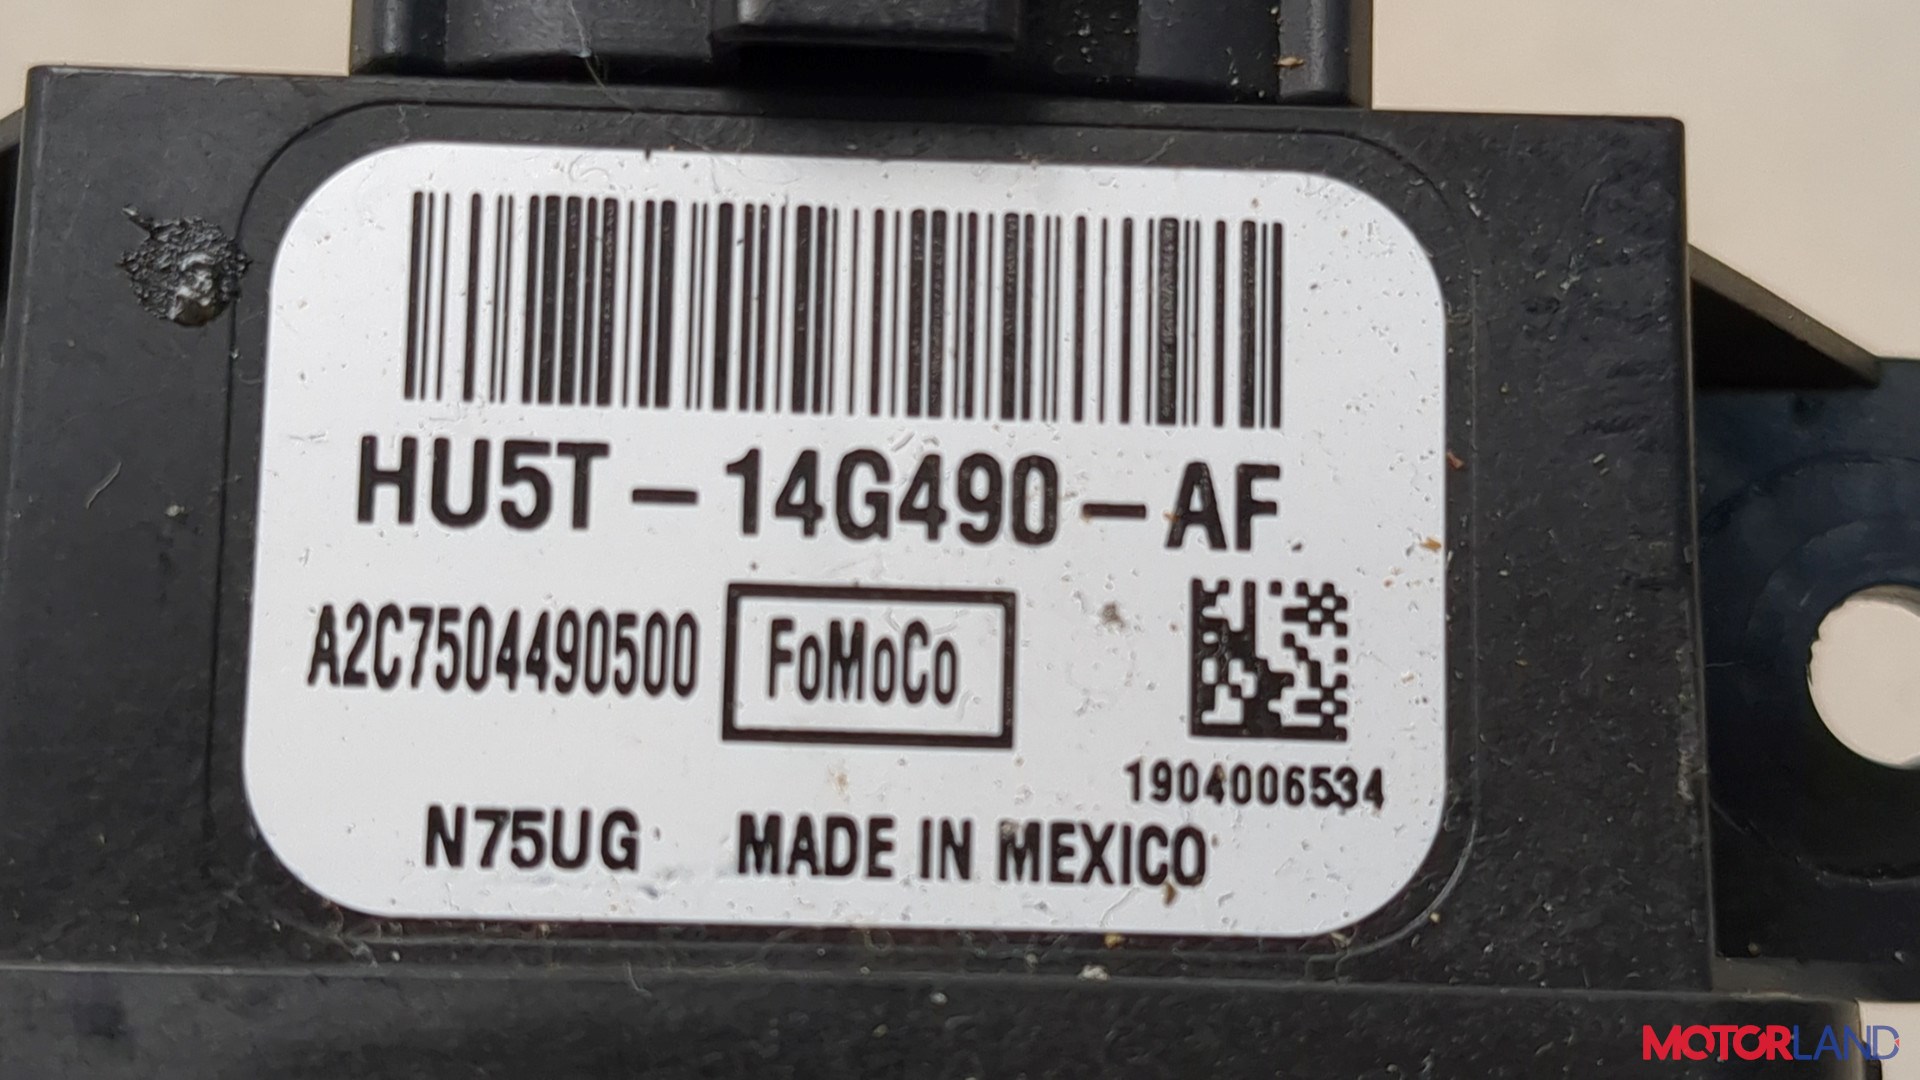 HU5T-14G490-AF
A2C7504490500 FoMoCo
1904006534
N75UG MADE IN MEXICO
MOTORLAND